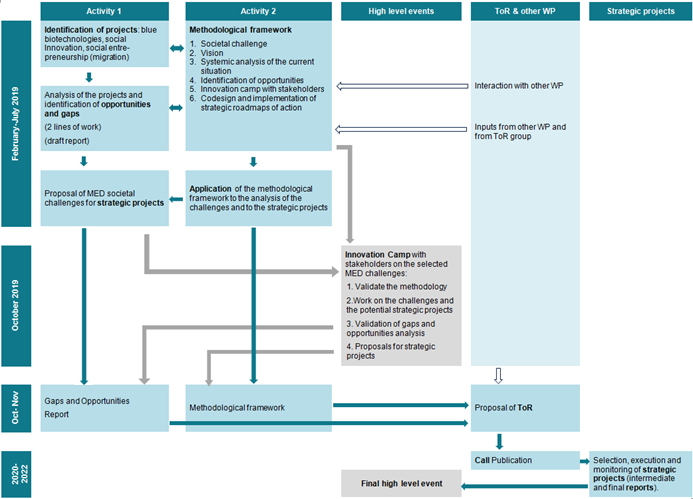 Activity 1
Activity 2
High level events
ToR & other WP
Strategic projects
February-July 2019
Identification of projects: blue
biotechnologies, social
Innovation, social entre-
preneurship (migration)
Methodological framework
1. Societal challenge
2. Vision
3. Systemic analysis of the current
situation
4. Identification of opportunities
5. Innovation camp with stakeholders
6. Codesign and implementation of
strategic roadmaps of action
Interaction with other WP
Analysis of the projects and
identification of opportunities
and gaps
(2 lines of work)
(draft report)
Inputs from other WP and
from ToR group
Proposal of MED societal
challenges for strategic projects
Application of the methodological
framework to the analysis of the
challenges and to the strategic projects
October 2019
Innovation Camp with
stakeholders on the selected
MED challenges:
1. Validate the methodology
2.Work on the challenges and
the potential strategic projects
3. Validation of gaps and
opportunities analysis
4. Proposals for strategic
projects
Oct- Nov
Gaps and Opportunities
Report
Methodological framework
Proposal of ToR
2020-
2022
Call Publication
Selection, execution and
monitoring of strategic
projects (intermediate
and final reports).
Final high level event